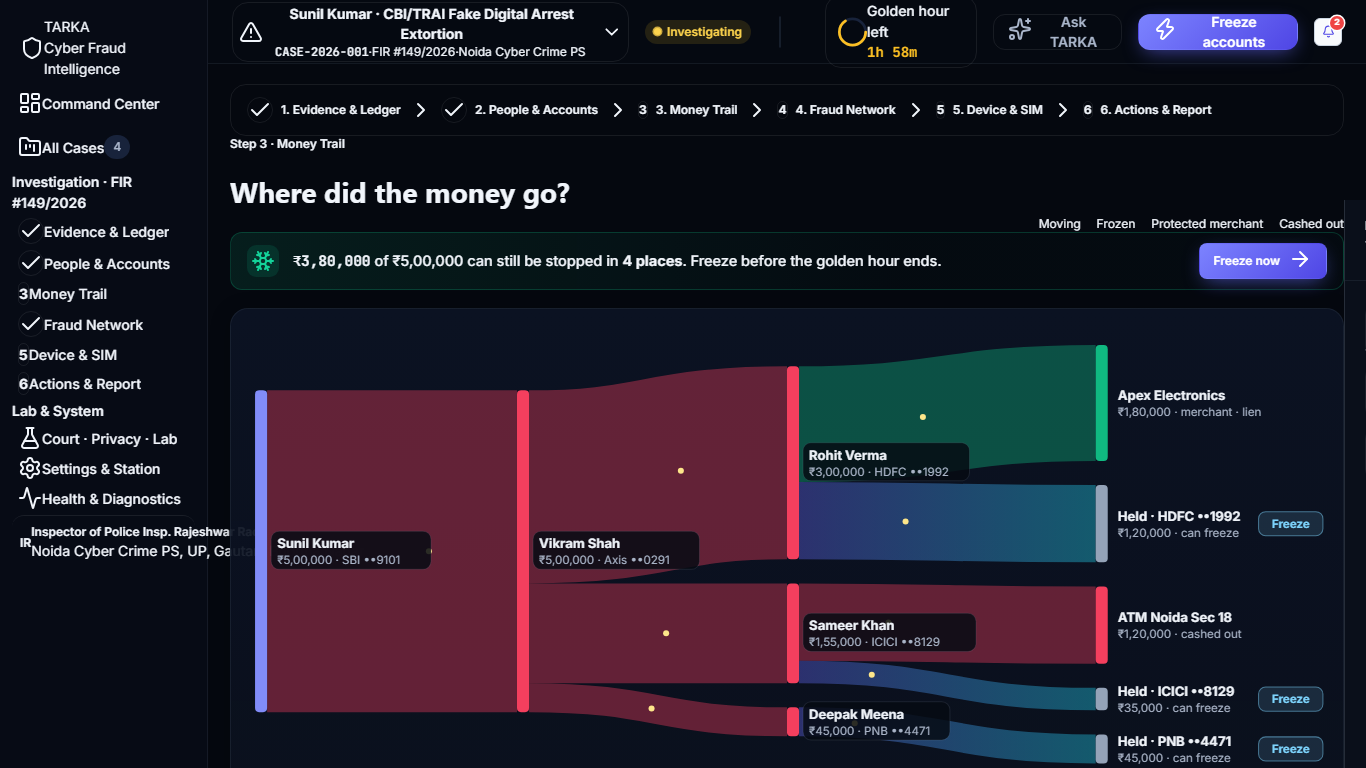 TARKA
Cyber Fraud
Intelligence
Command Center
All Cases 4
Investigation · FIR
#149/2026
Evidence & Ledger
People & Accounts
3 Money Trail
Fraud Network
5 Device & SIM
6 Actions & Report
Lab & System
Court · Privacy · Lab
Settings & Station
Health & Diagnostics
IR
Inspector of Police Insp. Rajeshwa
Noida Cyber Crime PS, UP, Gauta
Sunil Kumar · CBI/TRAI Fake Digital Arrest
Extortion
CASE-2026-001·FIR #149/2026·Noida Cyber Crime PS
Investigating
Golden hour
left
1h 58m
Ask
TARKA
Freeze
accounts
2
1. Evidence & Ledger
2. People & Accounts
3 3. Money Trail
4 4. Fraud Network
5 5. Device & SIM
6 6. Actions & Report
Step 3 · Money Trail
Where did the money go?
Moving Frozen Protected merchant Cashed out
₹3,80,000 of ₹5,00,000 can still be stopped in 4 places. Freeze before the golden hour ends.
Freeze now
Sunil Kumar
₹5,00,000 · SBI ••9101
Vikram Shah
₹5,00,000 · Axis ••0291
Rohit Verma
₹3,00,000 · HDFC ••1992
Sameer Khan
₹1,55,000 · ICICI ••8129
Deepak Meena
₹45,000 · PNB ••4471
Apex Electronics
₹1,80,000 · merchant · lien
Held · HDFC ••1992
₹1,20,000 · can freeze
Freeze
ATM Noida Sec 18
₹1,20,000 · cashed out
Held · ICICI ••8129
₹35,000 · can freeze
Freeze
Held · PNB ••4471
₹45,000 · can freeze
Freeze